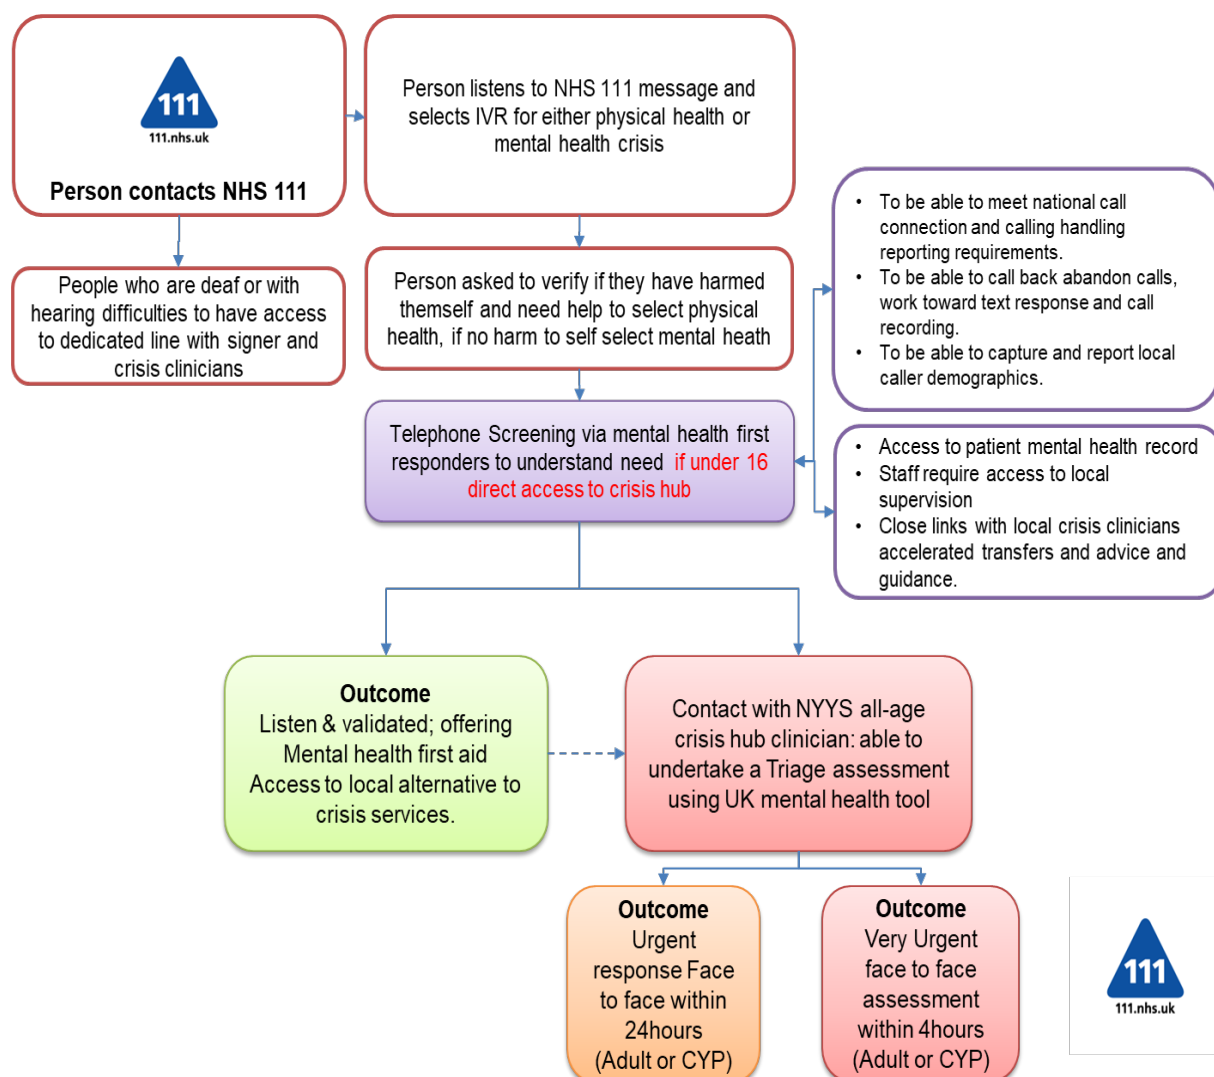 111
111.nhs.uk
Person contacts NHS 111
Person listens to NHS 111 message and
selects IVR for either physical health or
mental health crisis
People who are deaf or with
hearing difficulties to have access
to dedicated line with signer and
crisis clinicians
Person asked to verify if they have harmed
themself and need help to select physical
health, if no harm to self select mental heath
• To be able to meet national call
connection and calling handling
reporting requirements.
• To be able to call back abandon calls,
work toward text response and call
recording.
• To be able to capture and report local
caller demographics.
Telephone Screening via mental health first
responders to understand need if under 16
direct access to crisis hub
• Access to patient mental health record
• Staff require access to local
supervision
• Close links with local crisis clinicians
accelerated transfers and advice and
guidance.
Outcome
Listen & validated; offering
Mental health first aid
Access to local alternative to
crisis services.
Contact with NYYS all-age
crisis hub clinician: able to
undertake a Triage assessment
using UK mental health tool
Outcome
Urgent
response Face
to face within
24hours
(Adult or CYP)
Outcome
Very Urgent
face to face
assessment
within 4hours
(Adult or CYP)
111
111.nhs.uk